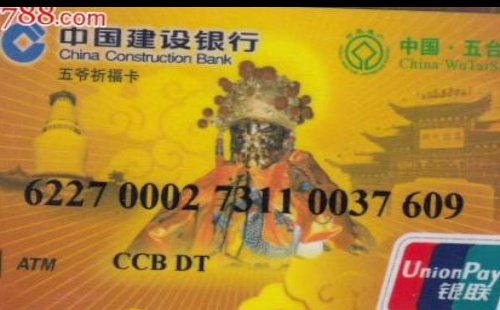 788.com
中国建设银行
China Construction Bank
五爷祈福卡
中国·五台
China·WuTaiS
6227 0002 7311 0037 609
ATM
CCB DT
UnionPay
银联